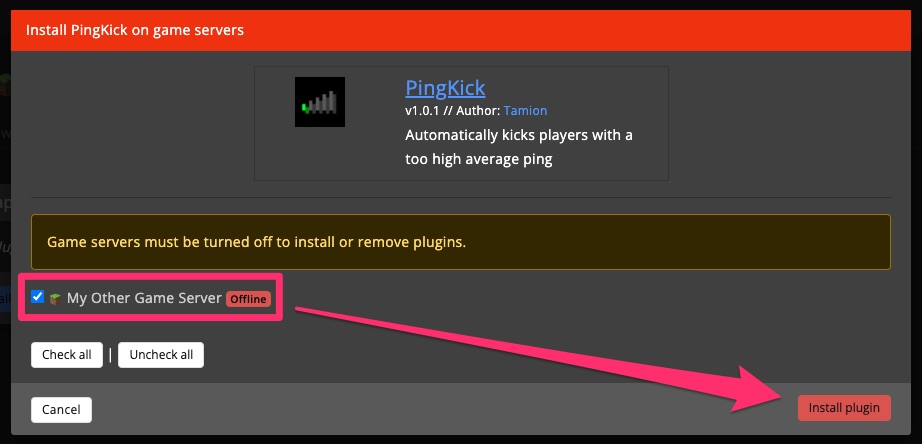 Install PingKick on game servers
PingKick
v1.0.1 // Author: Tamion
Automatically kicks players with a
too high average ping
Game servers must be turned off to install or remove plugins.
My Other Game Server Offline
Check all | Uncheck all
Cancel
Install plugin